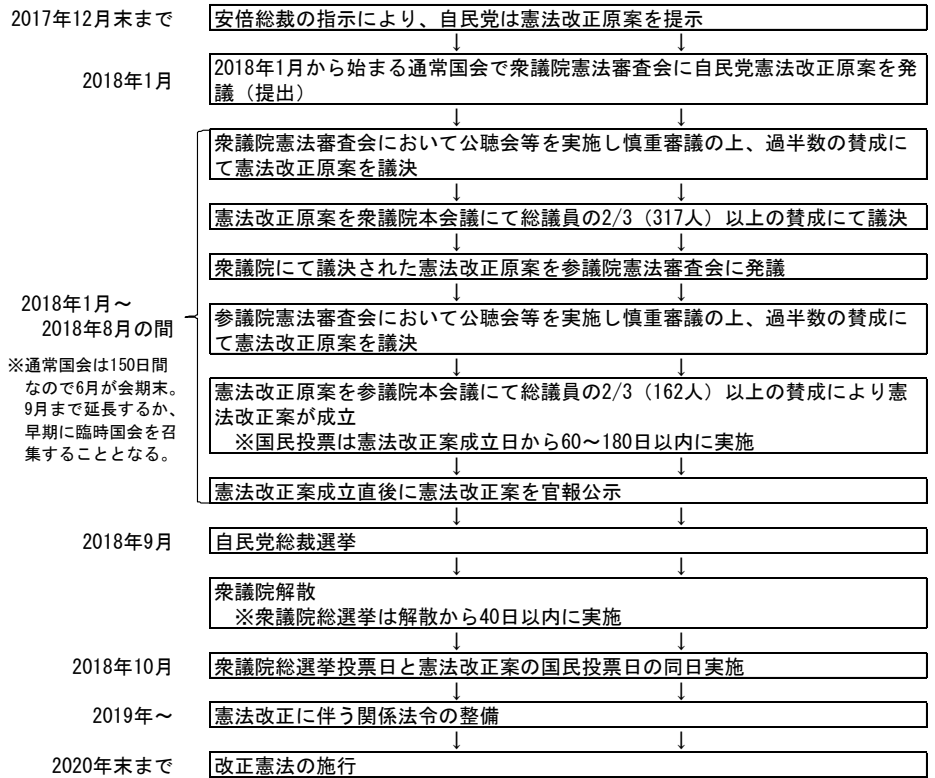 2017年12月末まで
安倍総裁の指示により、自民党は憲法改正原案を提示
↓ ↓
2018年1月
2018年1月から始まる通常国会で衆議院憲法審査会に自民党憲法改正原案を発
議（提出）
↓ ↓
衆議院憲法審査会において公聴会等を実施し慎重審議の上、過半数の賛成に
て憲法改正原案を議決
↓ ↓
憲法改正原案を衆議院本会議にて総議員の2/3（317人）以上の賛成にて議決
↓ ↓
衆議院にて議決された憲法改正原案を参議院憲法審査会に発議
↓ ↓
2018年1月～
2018年8月の間
※通常国会は150日間
なので6月が会期末。
9月まで延長するか、
早期に臨時国会を召
集することとなる。
参議院憲法審査会において公聴会等を実施し慎重審議の上、過半数の賛成に
て憲法改正原案を議決
↓ ↓
憲法改正原案を参議院本会議にて総議員の2/3（162人）以上の賛成により憲
法改正案が成立
※国民投票は憲法改正案成立日から60～180日以内に実施
↓ ↓
憲法改正案成立直後に憲法改正案を官報公示
↓ ↓
2018年9月
自民党総裁選挙
↓ ↓
衆議院解散
※衆議院総選挙は解散から40日以内に実施
↓ ↓
2018年10月
衆議院総選挙投票日と憲法改正案の国民投票日の同日実施
↓ ↓
2019年～
憲法改正に伴う関係法令の整備
↓ ↓
2020年末まで
改正憲法の施行